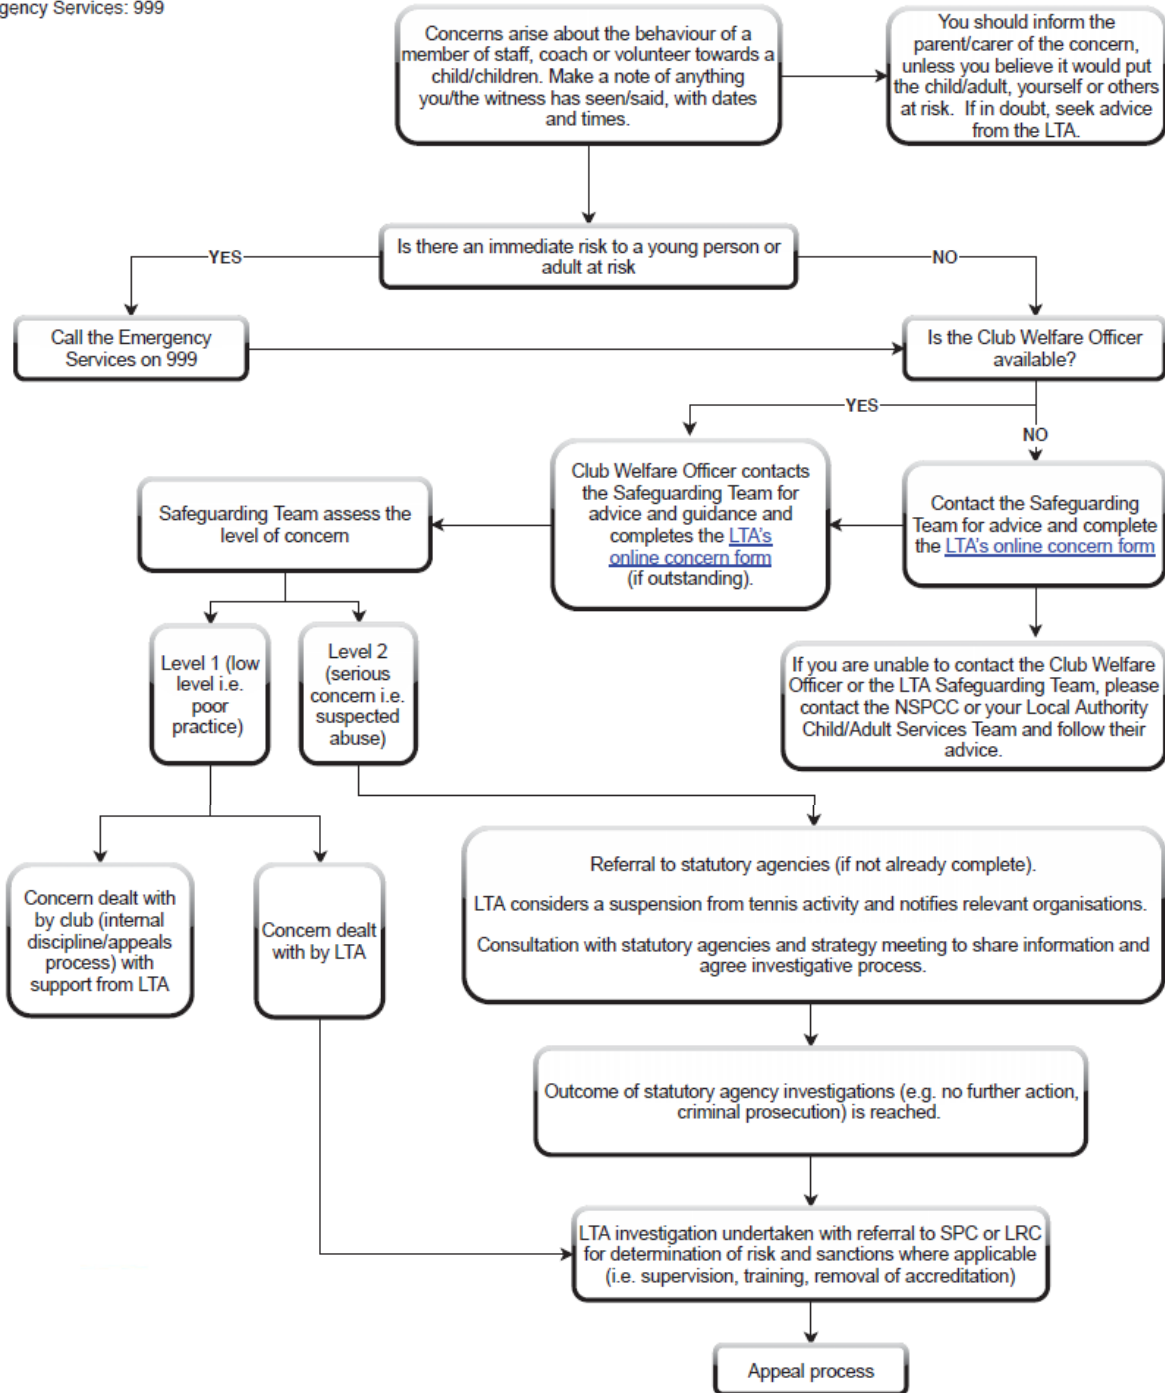 gency Services: 999
Concerns arise about the behaviour of a
member of staff, coach or volunteer towards a
child/children. Make a note of anything
you/the witness has seen/said, with dates
and times.
You should inform the
parent/carer of the concern,
unless you believe it would put
the child/adult, yourself or others
at risk. If in doubt, seek advice
from the LTA.
Is there an immediate risk to a young person or
adult at risk
YES
NO
Call the Emergency
Services on 999
Is the Club Welfare Officer
available?
YES
NO
Club Welfare Officer contacts
the Safeguarding Team for
advice and guidance and
completes the LTA's
online concern form
(if outstanding).
Contact the Safeguarding
Team for advice and complete
the LTA's online concern form
Safeguarding Team assess the
level of concern
If you are unable to contact the Club Welfare
Officer or the LTA Safeguarding Team, please
contact the NSPCC or your Local Authority
Child/Adult Services Team and follow their
advice.
Level 1 (low
level i.e.
poor
practice)
Level 2
(serious
concern i.e.
suspected
abuse)
Concern dealt with
by club (internal
discipline/appeals
process) with
support from LTA
Concern dealt
with by LTA
Referral to statutory agencies (if not already complete).
LTA considers a suspension from tennis activity and notifies relevant organisations.
Consultation with statutory agencies and strategy meeting to share information and
agree investigative process.
Outcome of statutory agency investigations (e.g. no further action,
criminal prosecution) is reached.
LTA investigation undertaken with referral to SPC or LRC
for determination of risk and sanctions where applicable
(i.e. supervision, training, removal of accreditation)
Appeal process